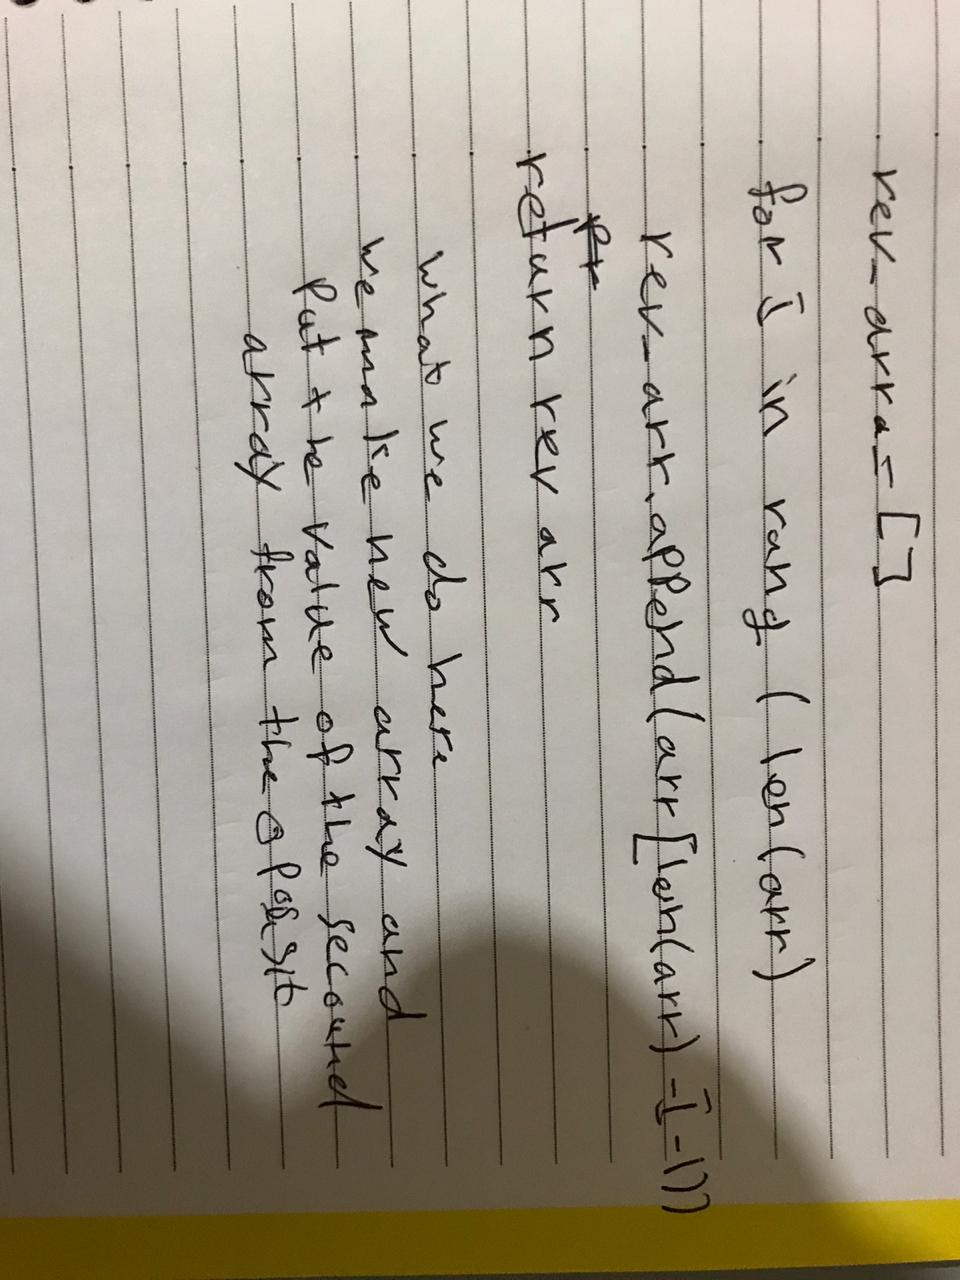 rev_arra = []
for i in rang (len(arr)
rev_arr.append(arr[len(arr)-i-1))
return rev arr
what we do here
we make new array and
Put the value of the secound
array from the oposit